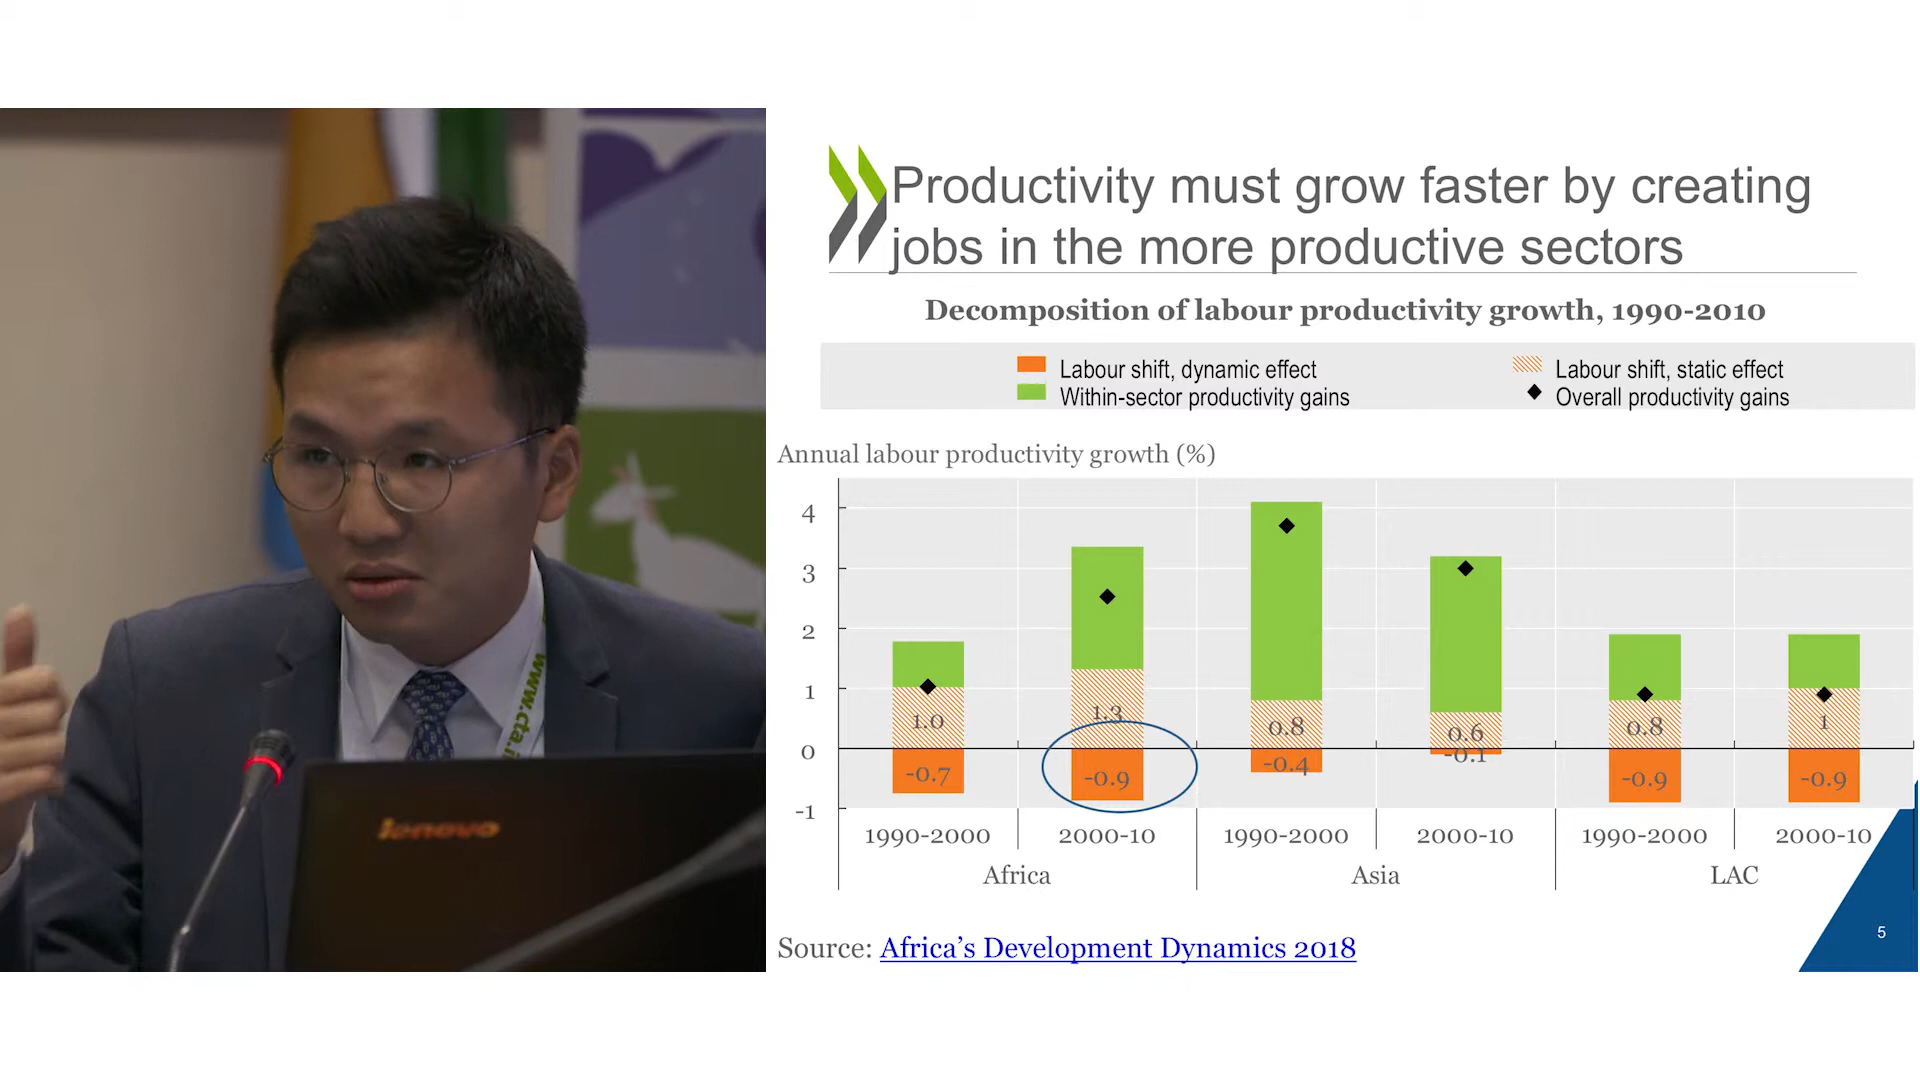 www.cta.i
lenovo
Productivity must grow faster by creating
jobs in the more productive sectors
Decomposition of labour productivity growth, 1990-2010
Labour shift, dynamic effect
Labour shift, static effect
Within-sector productivity gains
Overall productivity gains
Annual labour productivity growth (%)
4
3
2
1
0
-1
1.0
1.3
0.8
0.6
0.8
1
-0.7
-0.9
-0.4
-0.1
-0.9
-0.9
1990-2000
2000-10
1990-2000
2000-10
1990-2000
2000-10
Africa
Asia
LAC
Source: Africa's Development Dynamics 2018
5